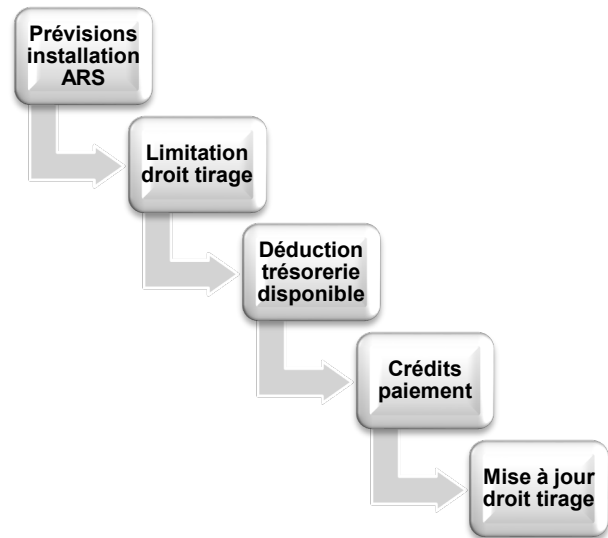 Prévisions
installation
ARS
Limitation
droit tirage
Déduction
trésorerie
disponible
Crédits
paiement
Mise à jour
droit tirage